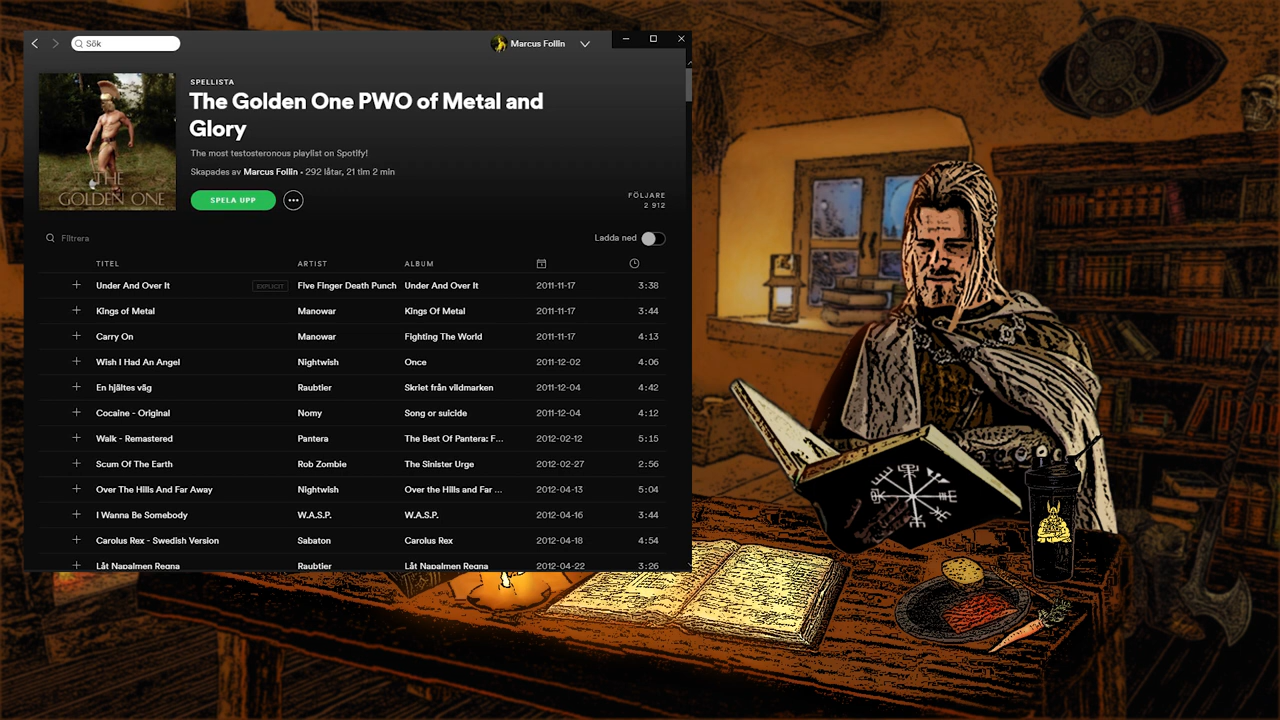 Sök
Marcus Follin
SPELLISTA
The Golden One PWO of Metal and
Glory
The most testosteronous playlist on Spotify!
Skapades av Marcus Follin • 292 låtar, 21 tim 2 min
SPELA UPP
FÖLJARE
2 912
THE
GOLDEN ONE
Filtrera
Ladda ned
TITEL ARTIST ALBUM
Under And Over It EXPLICIT Five Finger Death Punch Under And Over It 2011-11-17 3:38
Kings of Metal Manowar Kings Of Metal 2011-11-17 3:44
Carry On Manowar Fighting The World 2011-11-17 4:13
Wish I Had An Angel Nightwish Once 2011-12-02 4:06
En hjältes väg Raubtier Skriet från vildmarken 2011-12-04 4:42
Cocaine - Original Nomy Song or suicide 2011-12-04 4:12
Walk - Remastered Pantera The Best Of Pantera: F... 2012-02-12 5:15
Scum Of The Earth Rob Zombie The Sinister Urge 2012-02-27 2:56
Over The Hills And Far Away Nightwish Over the Hills and Far ... 2012-04-13 5:04
I Wanna Be Somebody W.A.S.P. W.A.S.P. 2012-04-16 3:44
Carolus Rex - Swedish Version Sabaton Carolus Rex 2012-04-18 4:54
Låt Napalmen Regna Raubtier Låt Napalmen Regna 2012-04-22 3:26